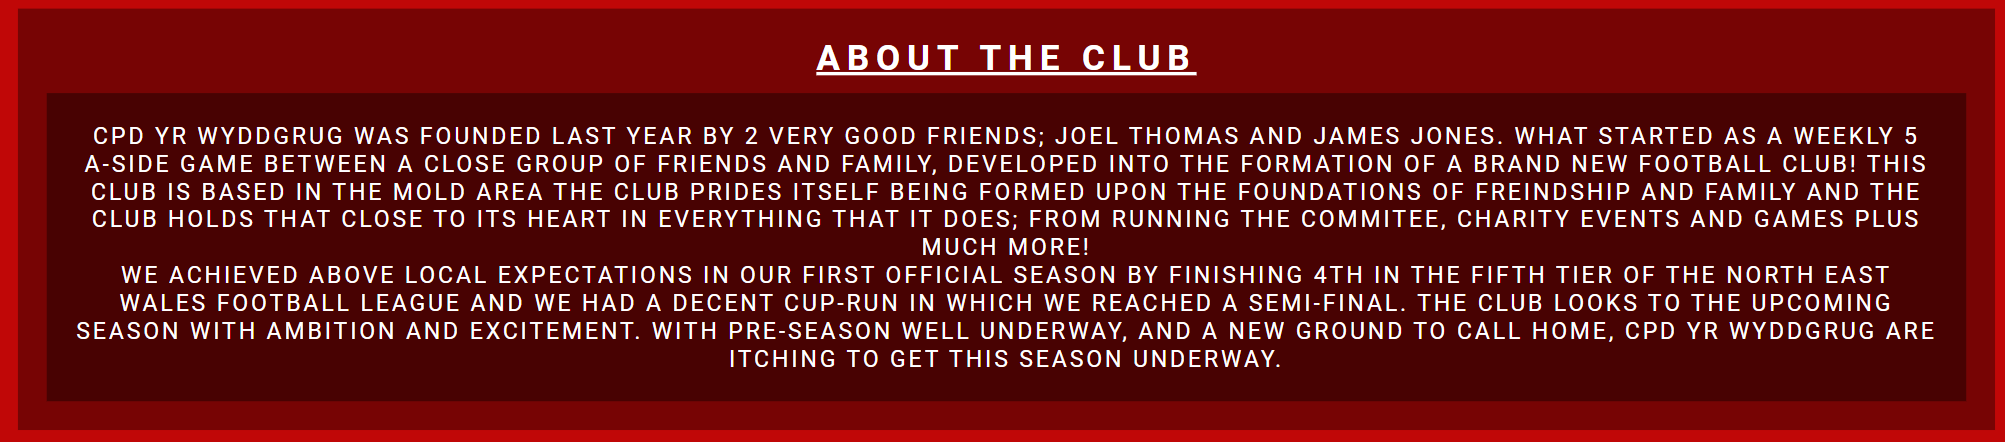 ABOUT THE CLUB
CPD YR WYDDGRUG WAS FOUNDED LAST YEAR BY 2 VERY GOOD FRIENDS; JOEL THOMAS AND JAMES JONES. WHAT STARTED AS A WEEKLY 5
A-SIDE GAME BETWEEN A CLOSE GROUP OF FRIENDS AND FAMILY, DEVELOPED INTO THE FORMATION OF A BRAND NEW FOOTBALL CLUB! THIS
CLUB IS BASED IN THE MOLD AREA THE CLUB PRIDES ITSELF BEING FORMED UPON THE FOUNDATIONS OF FREINDSHIP AND FAMILY AND THE
CLUB HOLDS THAT CLOSE TO ITS HEART IN EVERYTHING THAT IT DOES; FROM RUNNING THE COMMITEE, CHARITY EVENTS AND GAMES PLUS
MUCH MORE!
WE ACHIEVED ABOVE LOCAL EXPECTATIONS IN OUR FIRST OFFICIAL SEASON BY FINISHING 4TH IN THE FIFTH TIER OF THE NORTH EAST
WALES FOOTBALL LEAGUE AND WE HAD A DECENT CUP-RUN IN WHICH WE REACHED A SEMI-FINAL. THE CLUB LOOKS TO THE UPCOMING
SEASON WITH AMBITION AND EXCITEMENT. WITH PRE-SEASON WELL UNDERWAY, AND A NEW GROUND TO CALL HOME, CPD YR WYDDGRUG ARE
ITCHING TO GET THIS SEASON UNDERWAY.